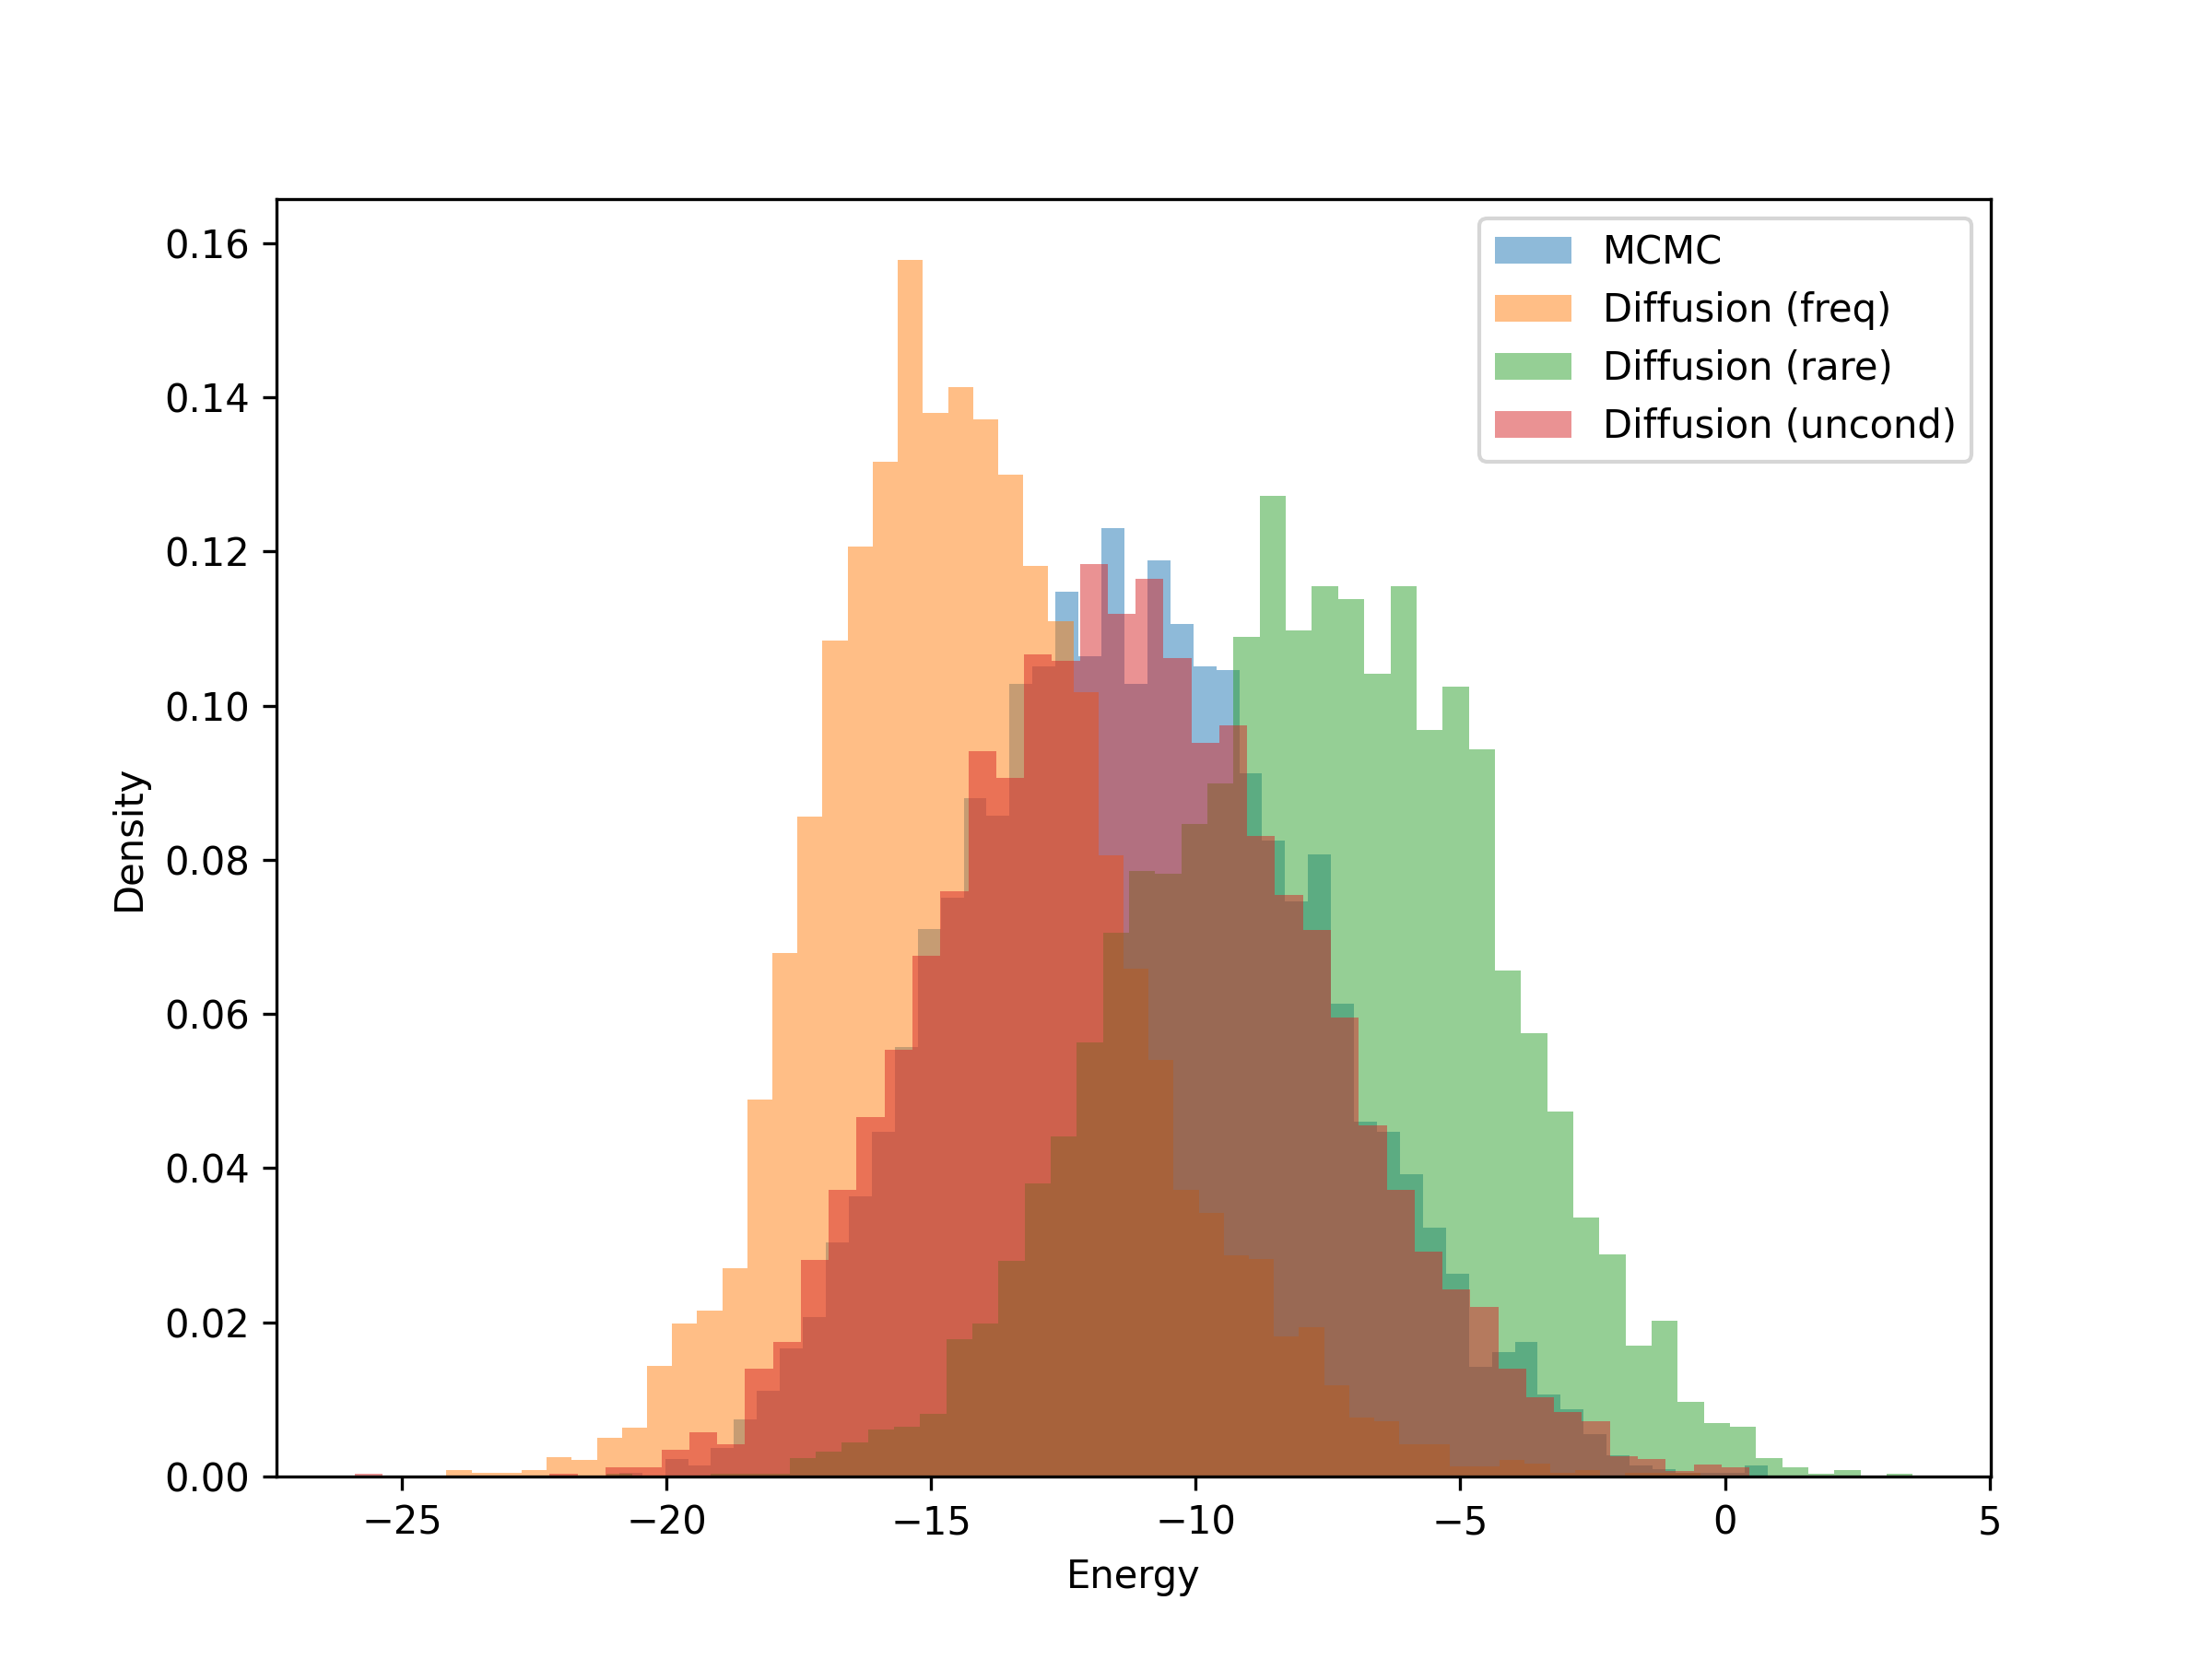 MCMC
Diffusion (freq)
Diffusion (rare)
Diffusion (uncond)
0.16
0.14
0.12
0.10
0.08
0.06
0.04
0.02
0.00
Density
−25 −20 −15 −10 −5 0 5
Energy